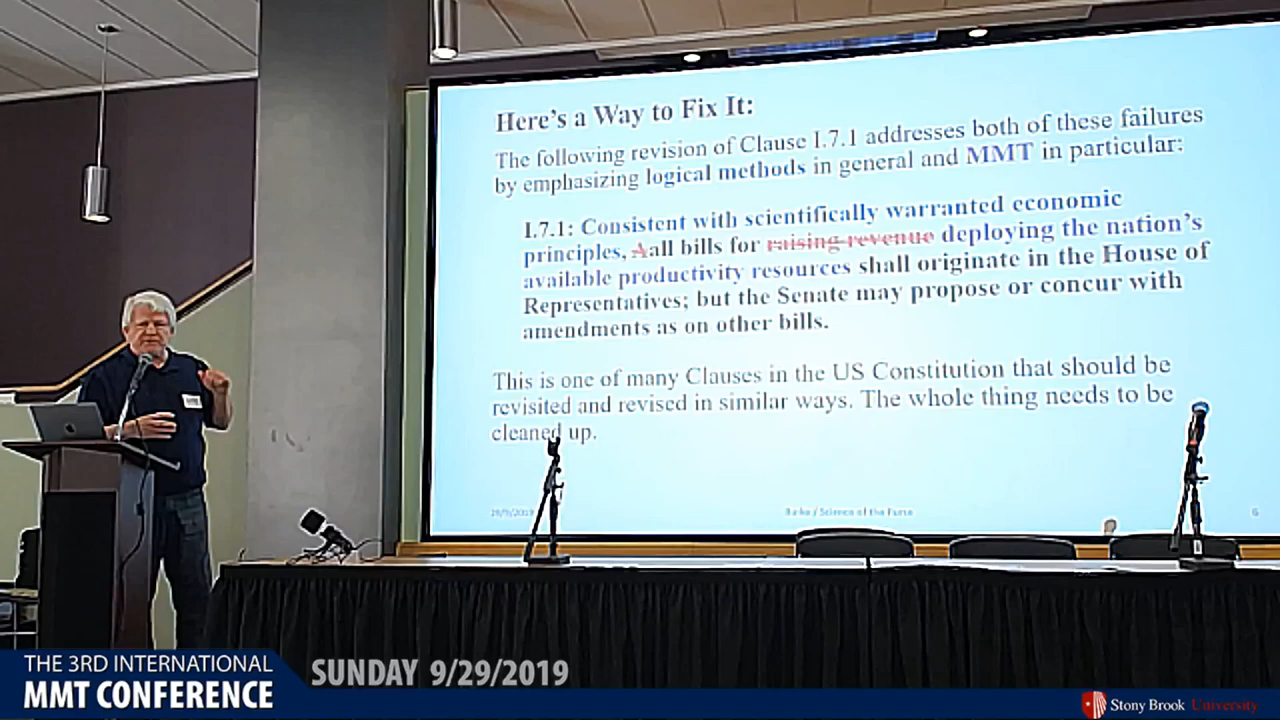 Here's a Way to Fix It:
The following revision of Clause I.7.1 addresses both of these failures
by emphasizing logical methods in general and MMT in particular:
I.7.1: Consistent with scientifically warranted economic
principles, Aall bills for raising revenue deploying the nation's
available productivity resources shall originate in the House of
Representatives; but the Senate may propose or concur with
amendments as on other bills.
This is one of many Clauses in the US Constitution that should be
revisited and revised in similar ways. The whole thing needs to be
cleaned up.
/ Science of the Purse
6
THE 3RD INTERNATIONAL
MMT CONFERENCE
SUNDAY 9/29/2019
Stony Brook University